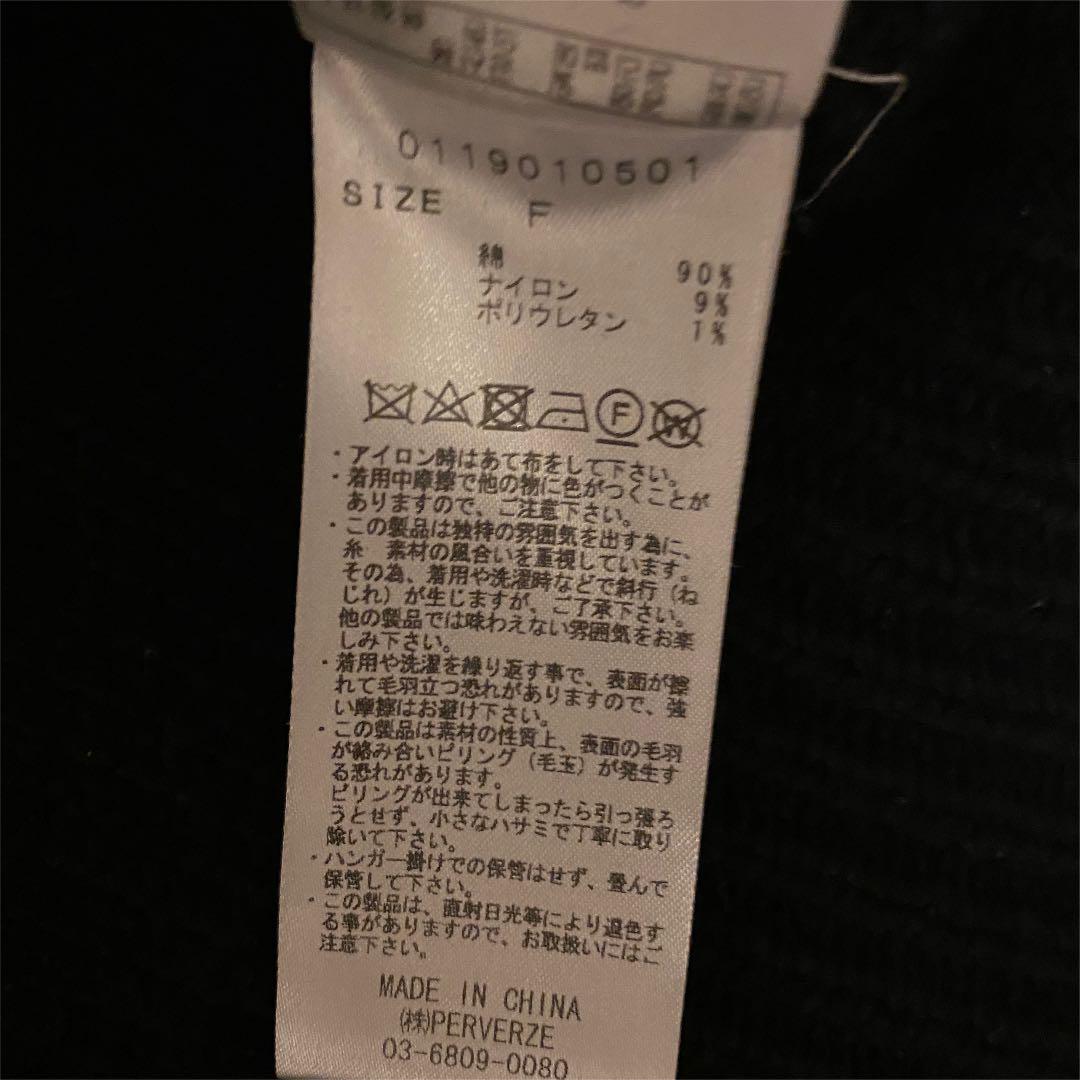 0119010501
SIZE F
綿 90%
ナイロン 9%
ポリウレタン 1%
F
W
・アイロン時はあて布をして下さい。
・着用中摩擦で他の物に色がつくことが
ありますので、ご注意下さい。
・この製品は独特の雰囲気を出す為に、
糸 素材の風合いを重視しています。
その為、着用や洗濯時などで斜行（ね
じれ）が生じますが、ご了承下さい。
他の製品では味わえない雰囲気をお楽
しみ下さい。
・着用や洗濯を繰り返す事で、表面が擦
れて毛羽立つ恐れがありますので、強
い摩擦はお避け下さい。
・この製品は素材の性質上、表面の毛羽
が絡み合いピリング（毛玉）が発生す
る恐れがあります。
ピリングが出来てしまったら引っ張ろ
うとせず、小さなハサミで丁寧に取り
除いて下さい。
・ハンガー掛けでの保管はせず、畳んで
保管して下さい。
・この製品は、直射日光等により退色す
る事がありますので、お取扱いにはご
注意下さい。
MADE IN CHINA
㈱PERVERZE
03-6809-0080